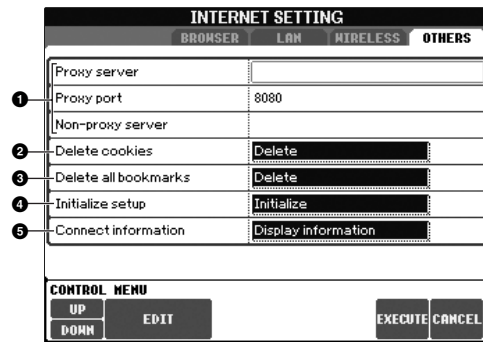 INTERNET SETTING
BROWSER LAN WIRELESS OTHERS
Proxy server
1 Proxy port 8080
Non-proxy server
2 Delete cookies Delete
3 Delete all bookmarks Delete
4 Initialize setup Initialize
5 Connect information Display information
CONTROL MENU
UP
DOWN
EDIT
EXECUTE CANCEL